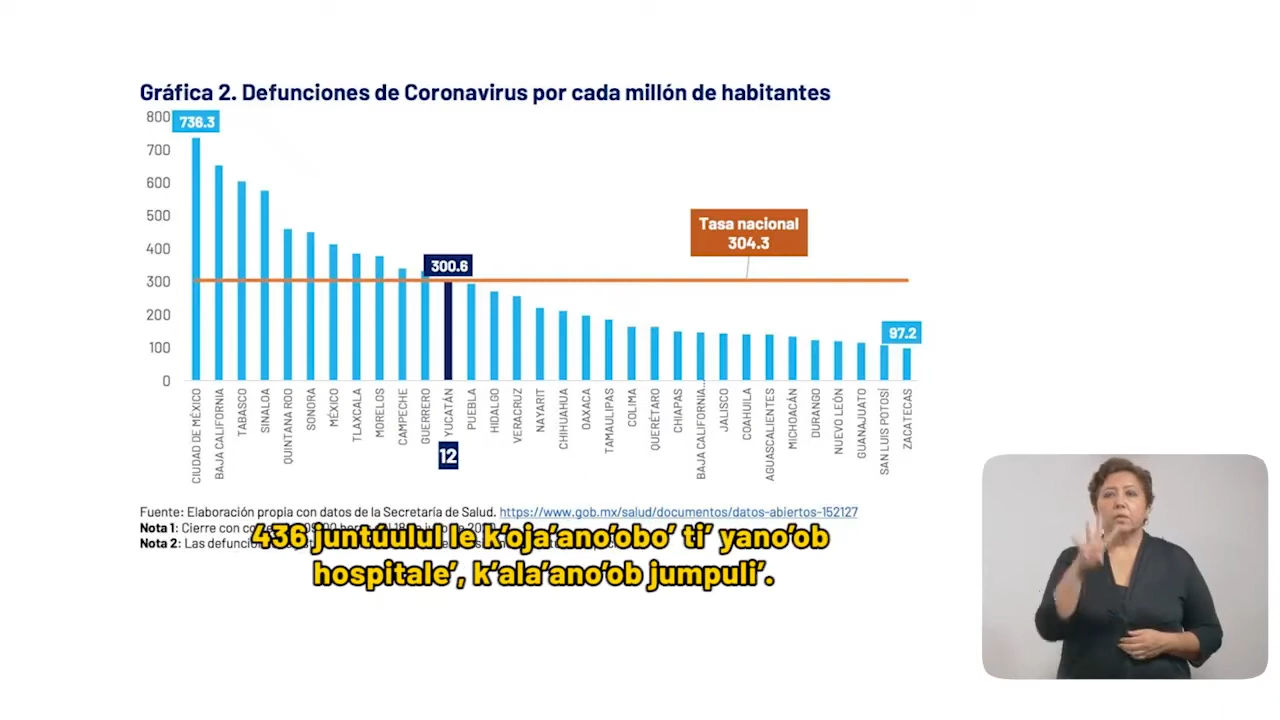 Gráfica 2. Defunciones de Coronavirus por cada millón de habitantes
800
700
600
500
400
300
200
100
0
736.3
300.6
Tasa nacional
304.3
97.2
CIUDAD DE MÉXICO
BAJA CALIFORNIA
TABASCO
SINALOA
QUINTANA ROO
SONORA
MÉXICO
TLAXCALA
MORELOS
CAMPECHE
GUERRERO
YUCATÁN
PUEBLA
HIDALGO
VERACRUZ
NAYARIT
CHIHUAHUA
OAXACA
TAMAULIPAS
COLIMA
QUERÉTARO
CHIAPAS
BAJA CALIFORNIA...
JALISCO
COAHUILA
AGUASCALIENTES
MICHOACÁN
DURANGO
NUEVO LEÓN
GUANAJUATO
SAN LUIS POTOSÍ
ZACATECAS
12
Fuente: Elaboración propia con datos de la Secretaría de Salud. https://www.gob.mx/salud/documentos/datos-abiertos-152127
Nota 1: Cierre con
Nota 2: Las
436 juntúulul le k'oja'ano'obo' ti' yano'ob
hospitale', k'ala'ano'ob jumpuli'.